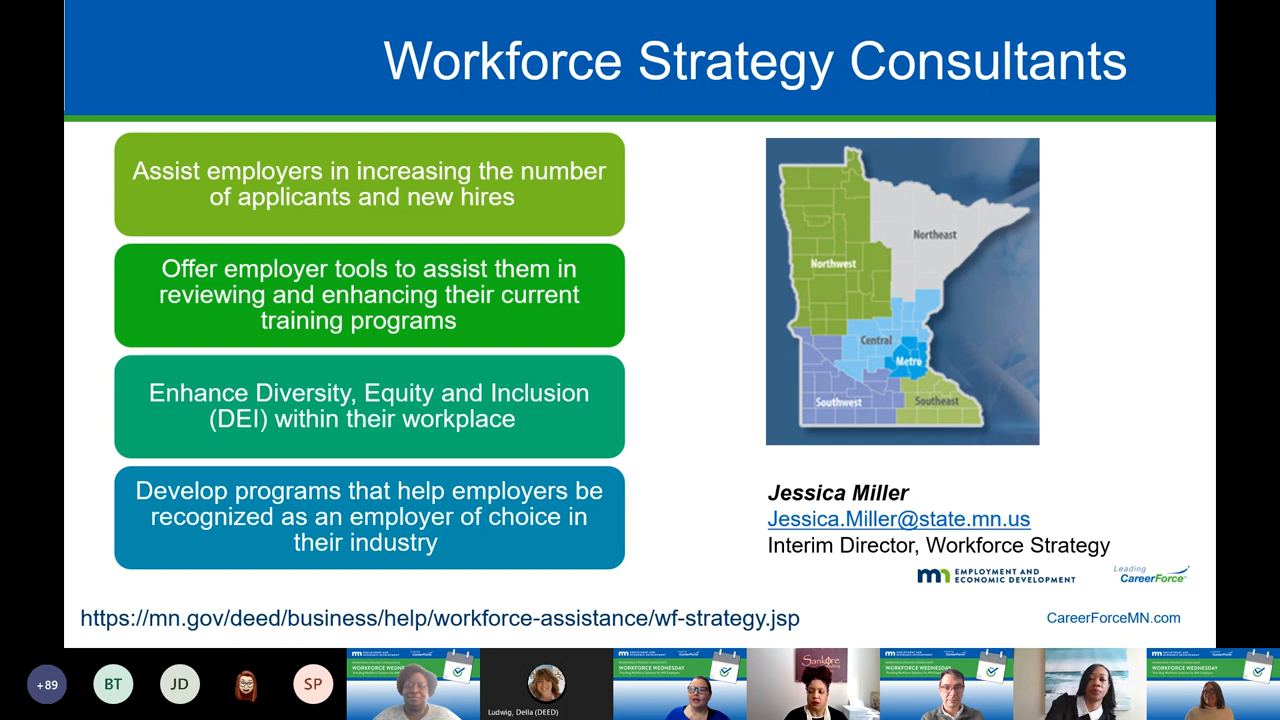 Workforce Strategy Consultants
Assist employers in increasing the number
of applicants and new hires
Offer employer tools to assist them in
reviewing and enhancing their current
training programs
Enhance Diversity, Equity and Inclusion
(DEI) within their workplace
Develop programs that help employers be
recognized as an employer of choice in
their industry
Northeast
Northwest
Central
Metro
Southwest
Southeast
Jessica Miller
Jessica.Miller@state.mn.us
Interim Director, Workforce Strategy
mn EMPLOYMENT AND
ECONOMIC DEVELOPMENT
Leading
CareerForce
https://mn.gov/deed/business/help/workforce-assistance/wf-strategy.jsp
CareerForceMN.com
+89
BT
JD
SP
Ludwig, Della (DEED)
WORKFORCE WEDNESDAY
WORKFORCE WEDNESDAY
Sankore
WORKFORCE WEDNESDAY
WORKFORCE WEDNESDAY